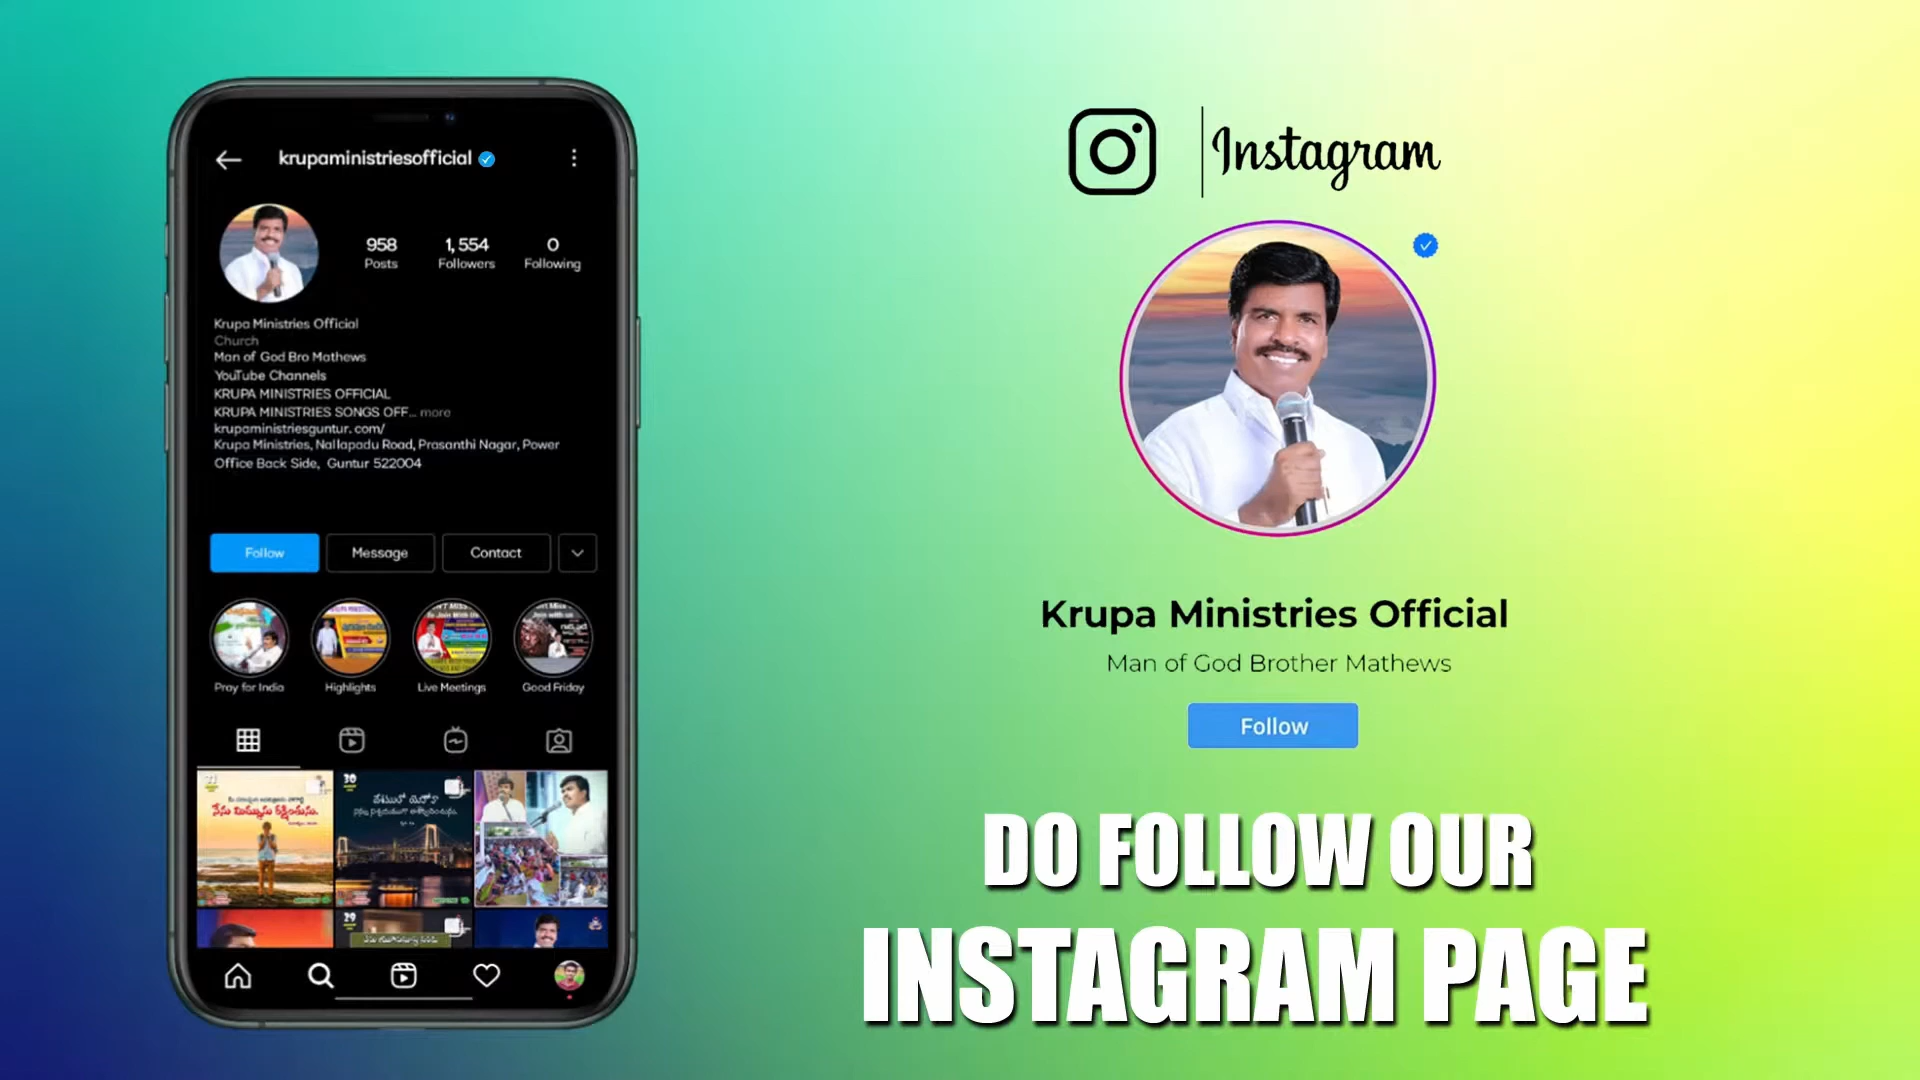 krupaministriesofficial
958
Posts
1,554
Followers
0
Following
Krupa Ministries Official
Church
Man of God Bro Mathews
YouTube Channels
KRUPA MINISTRIES OFFICIAL
KRUPA MINISTRIES SONGS OFF... more
krupaministriesguntur. com/
Krupa Ministries, Nallapadu Road, Prasanthi Nagar, Power
Office Back Side, Guntur 522004
Follow
Message
Contact
Pray for India
Highlights
Live Meetings
Good Friday
నేను మిమ్మును రక్షింతును.
30
29
Instagram
Krupa Ministries Official
Man of God Brother Mathews
Follow
DO FOLLOW OUR
INSTAGRAM PAGE